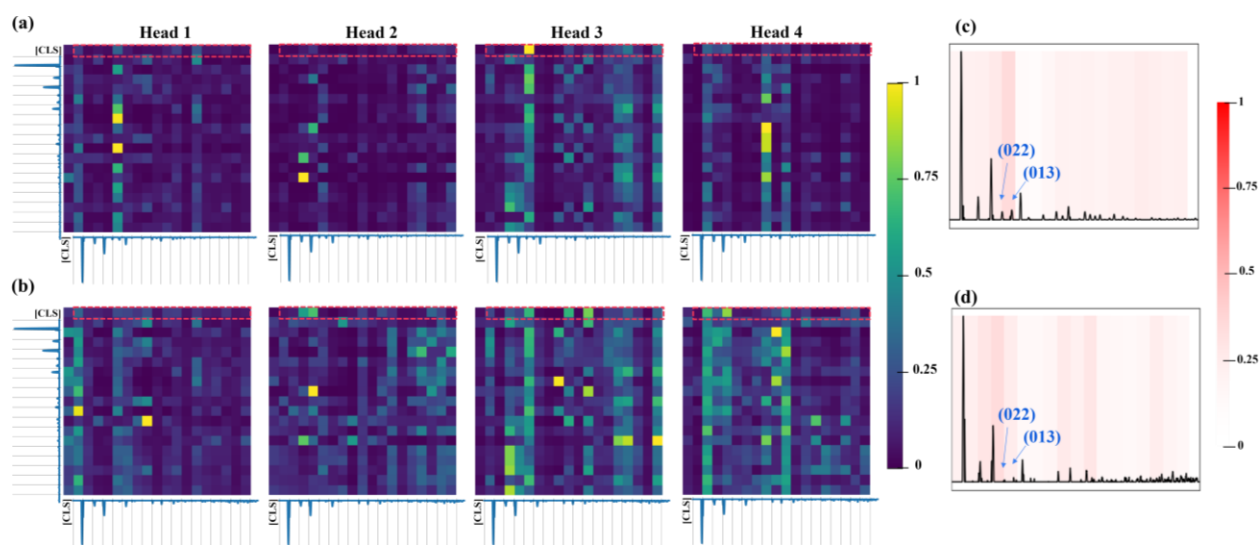 (a)
Head 1
Head 2
Head 3
Head 4
[CLS]
[CLS]
[CLS]
[CLS]
[CLS]
1
0.75
0.5
0.25
0
(b)
[CLS]
[CLS]
[CLS]
[CLS]
[CLS]
(c)
(022)
(013)
(d)
(022)
(013)
1
0.75
0.5
0.25
0